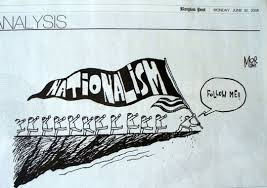 ANALYSIS
Bangkok Post MONDAY JUNE 30, 2008
NATIONALISM
FOLLOW ME!!